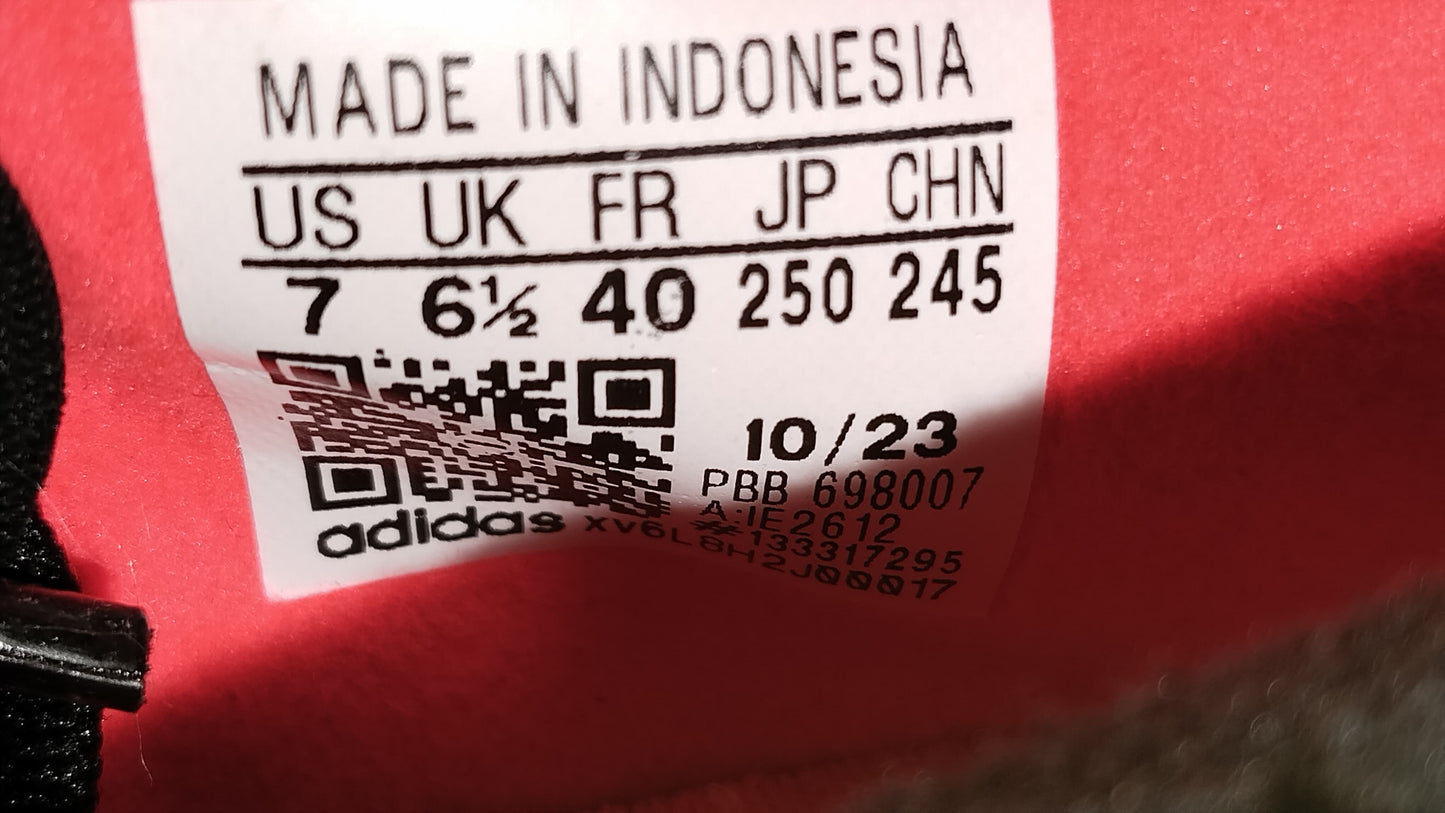 MADE IN INDONESIA
US UK FR JP CHN
7 6½ 40 250 245
10/23
PBB 698007
A:IE2612
#133317295
adidas XV6L8H2J00017